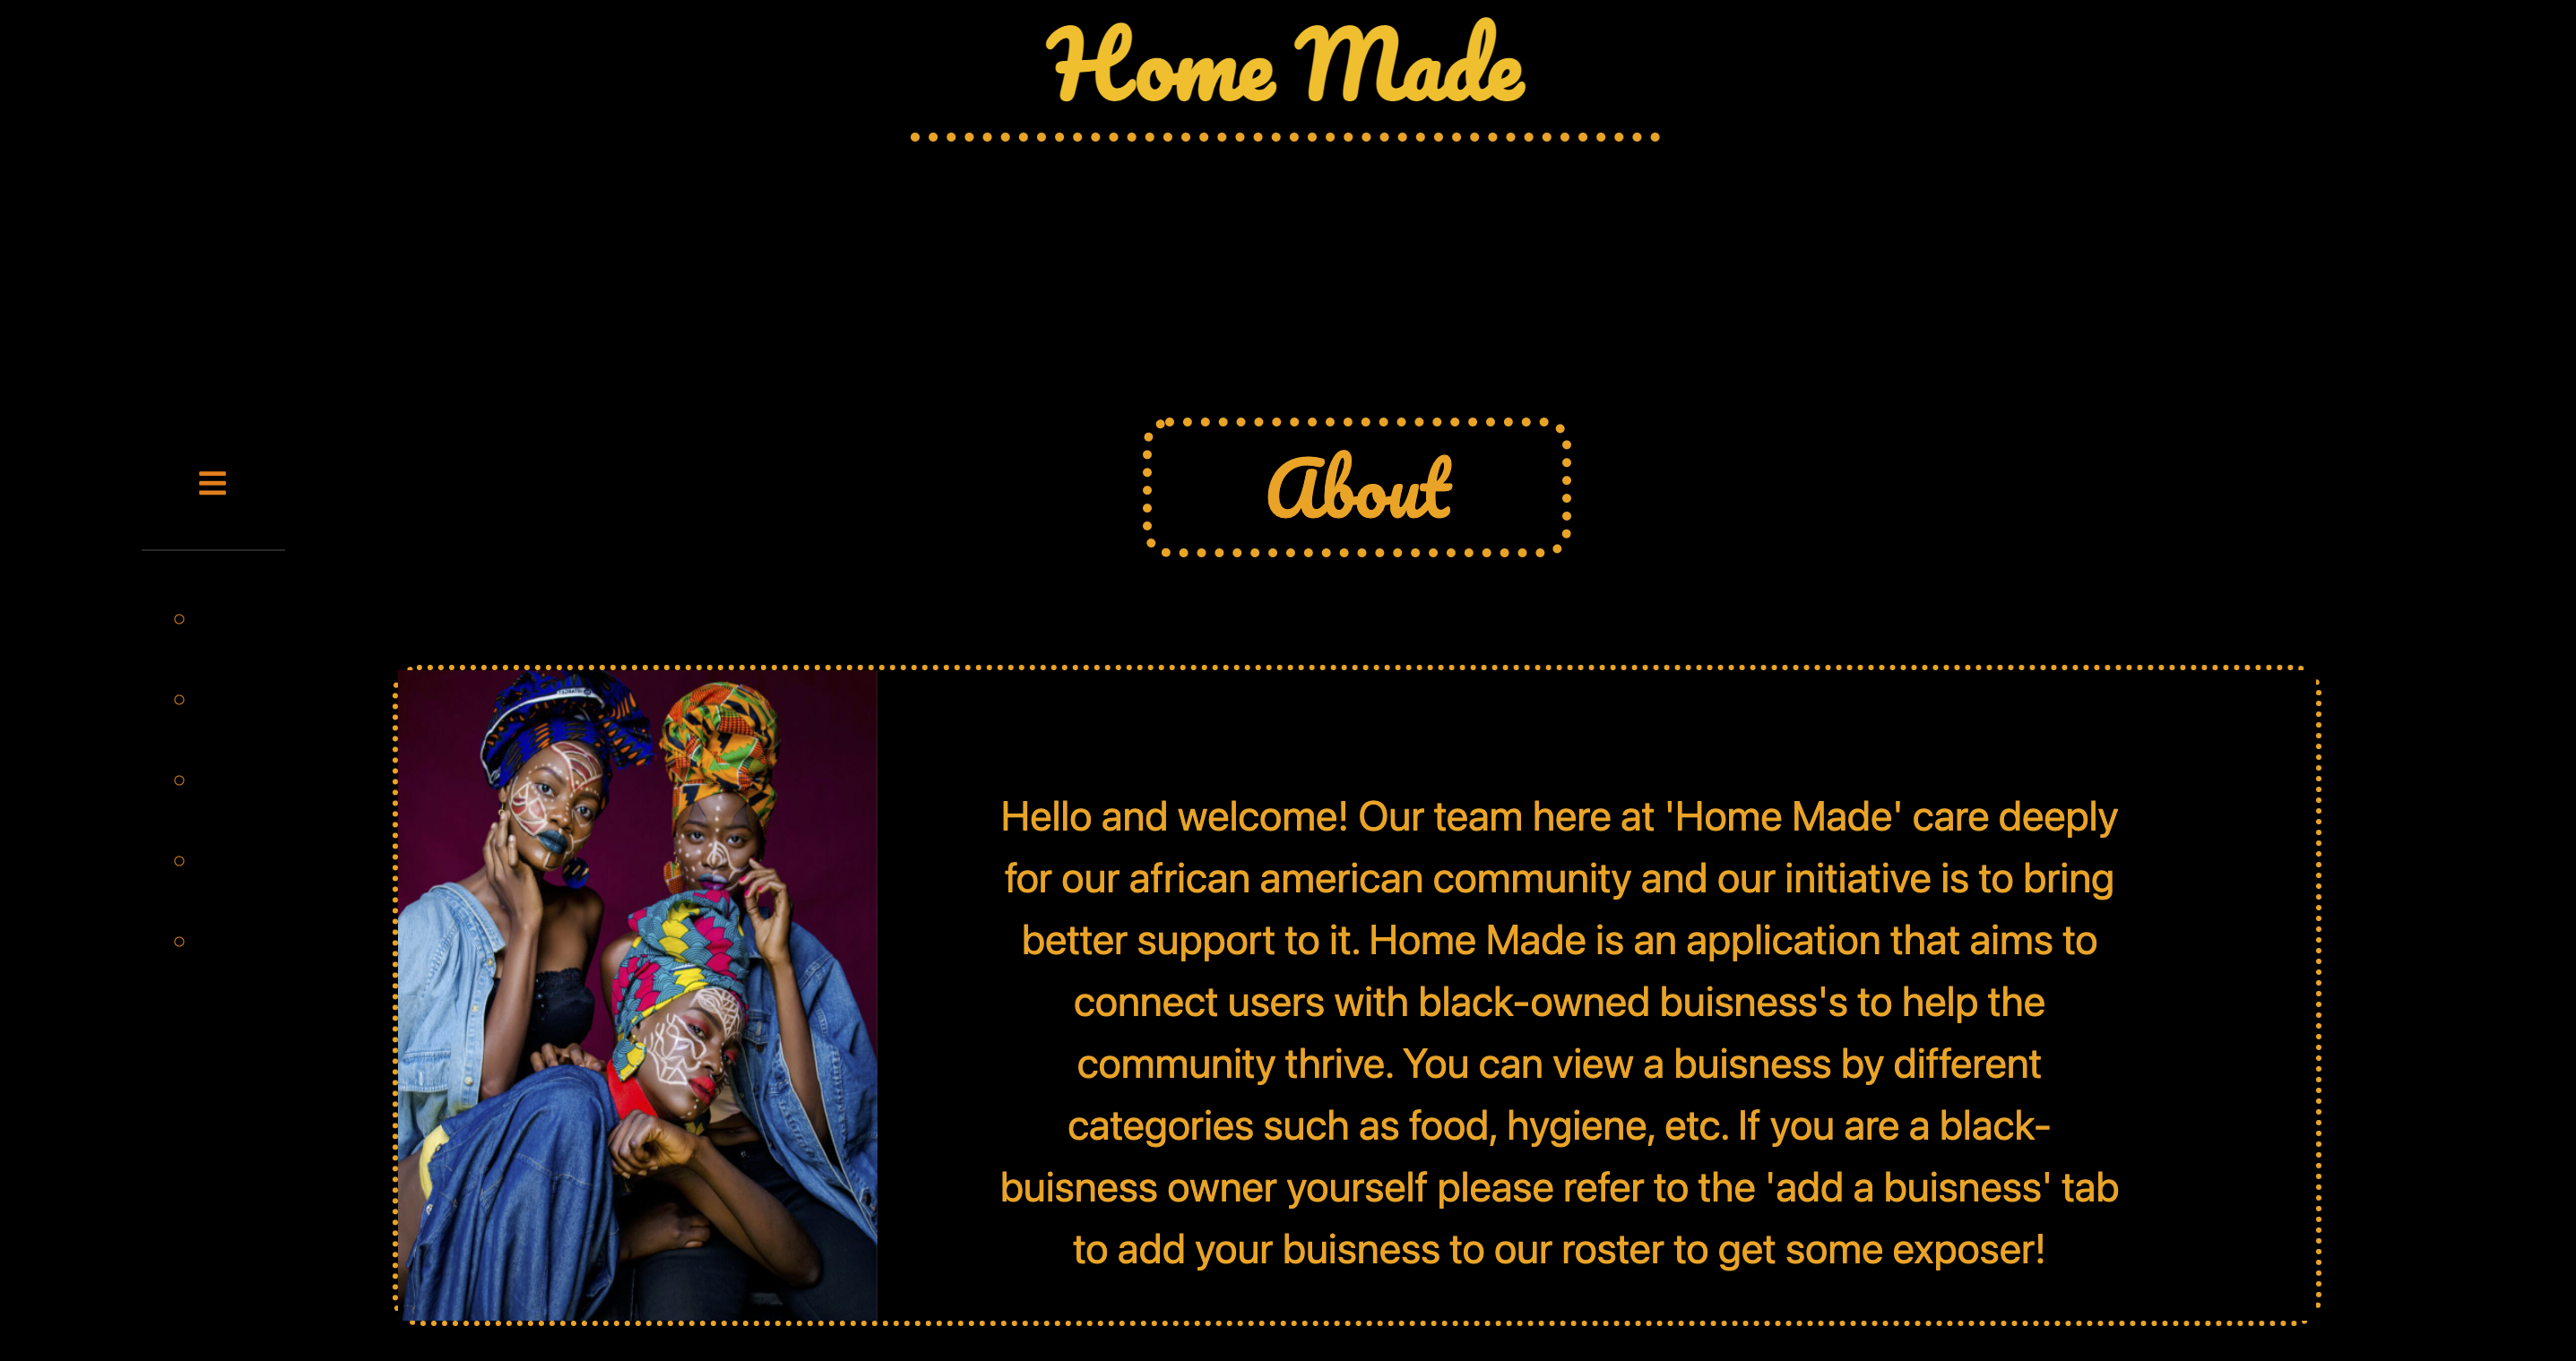 Home Made
About
Hello and welcome! Our team here at 'Home Made' care deeply
for our african american community and our initiative is to bring
better support to it. Home Made is an application that aims to
connect users with black-owned buisness's to help the
community thrive. You can view a buisness by different
categories such as food, hygiene, etc. If you are a black-
buisness owner yourself please refer to the 'add a buisness' tab
to add your buisness to our roster to get some exposer!